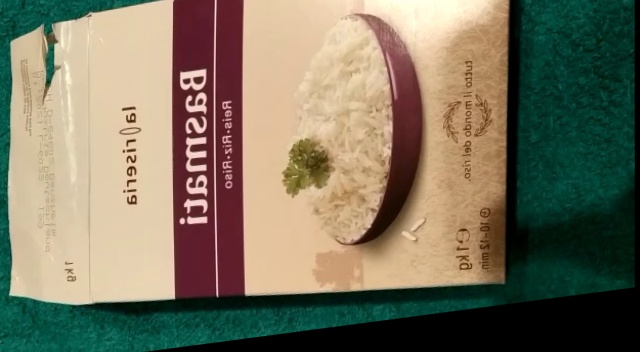 la riseria
Basmati
Reis-Riz-Riso
tutto il mondo del riso.
10-12 min.
℮ 1 kg
1 kg